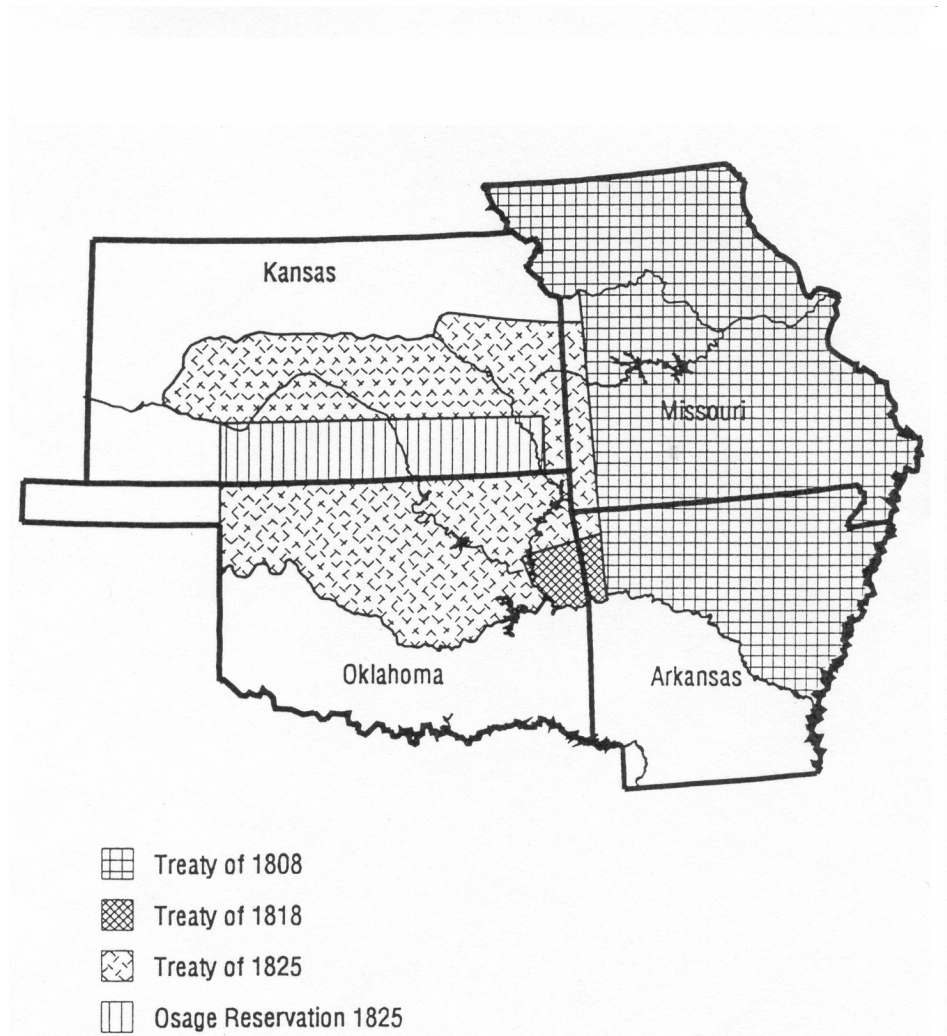 Kansas
Missouri
Oklahoma
Arkansas
Treaty of 1808
Treaty of 1818
Treaty of 1825
Osage Reservation 1825